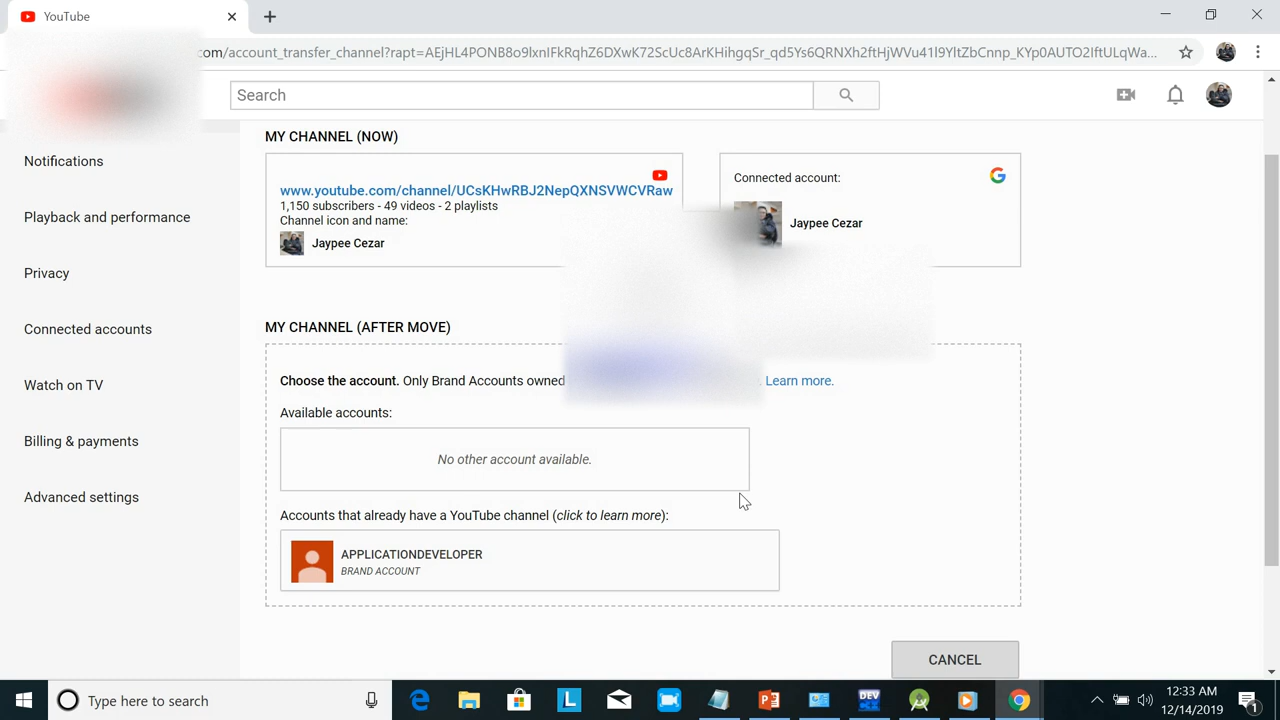 YouTube
com/account_transfer_channel?rapt=AEjHL4PONB8o9lxnIFkRqhZ6DXwK72ScUc8ArKHihgqSr_qd5Ys6QRNXh2ftHjWVu41l9YItZbCnnp_KYp0AUTO2IftULqWa...
Search
MY CHANNEL (NOW)
Notifications
www.youtube.com/channel/UCsKHwRBJ2NepQXNSVWCVRaw
Connected account:
1,150 subscribers - 49 videos - 2 playlists
Playback and performance
Channel icon and name:
Jaypee Cezar
Jaypee Cezar
Privacy
Connected accounts
MY CHANNEL (AFTER MOVE)
Watch on TV
Choose the account. Only Brand Accounts owned
. Learn more.
Available accounts:
Billing & payments
No other account available.
Advanced settings
Accounts that already have a YouTube channel (click to learn more):
APPLICATIONDEVELOPER
BRAND ACCOUNT
CANCEL
Type here to search
L
DEV
12:33 AM
12/14/2019
1